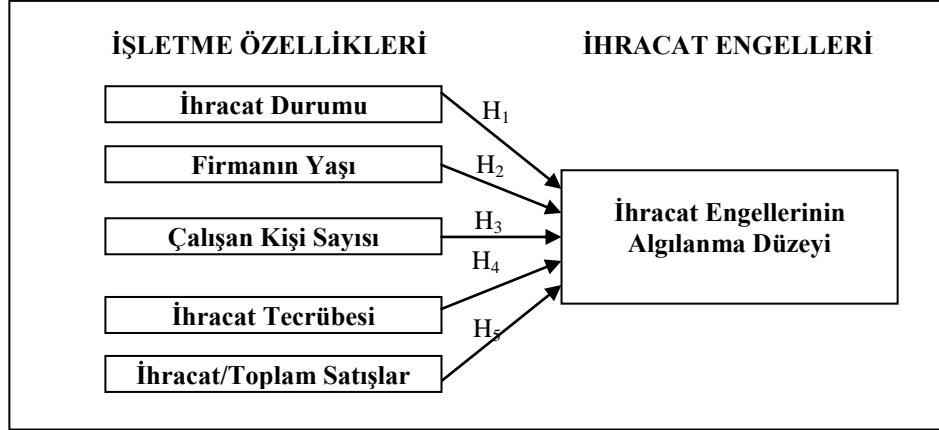 İŞLETME ÖZELLİKLERİ
İHRACAT ENGELLERİ
İhracat Durumu
H1
Firmanın Yaşı
H2
Çalışan Kişi Sayısı
H3
İhracat Engellerinin
Algılanma Düzeyi
H4
İhracat Tecrübesi
H5
İhracat/Toplam Satışlar